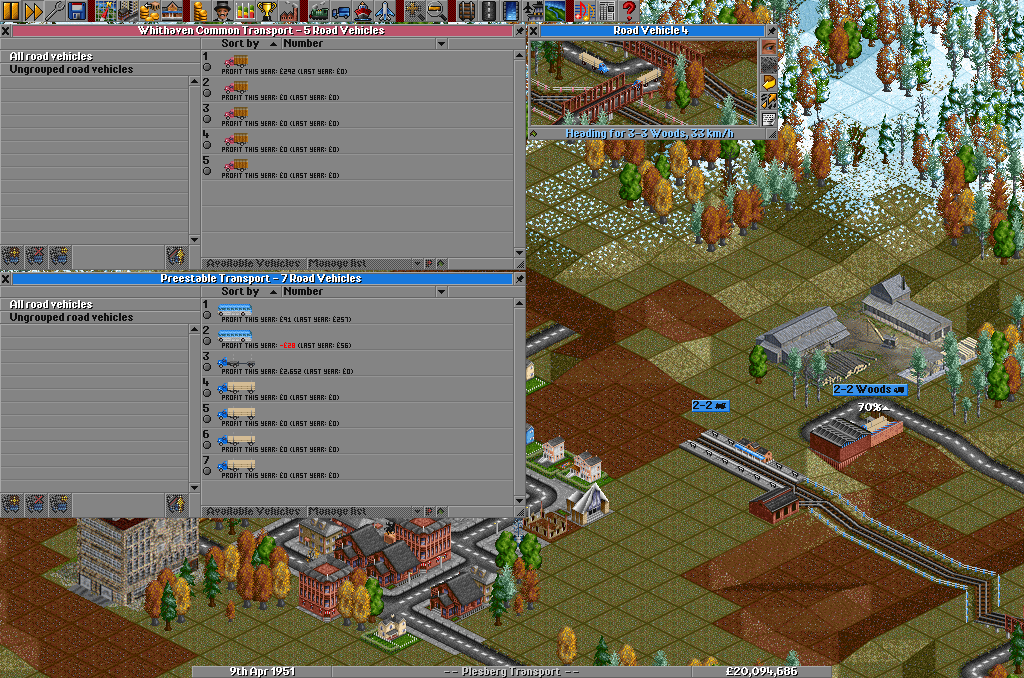 Whithaven Common Transport - 5 Road Vehicles
Sort by Number
All road vehicles
Ungrouped road vehicles
1
PROFIT THIS YEAR: £292 (LAST YEAR: £0)
2
PROFIT THIS YEAR: £0 (LAST YEAR: £0)
3
PROFIT THIS YEAR: £0 (LAST YEAR: £0)
4
PROFIT THIS YEAR: £0 (LAST YEAR: £0)
5
PROFIT THIS YEAR: £0 (LAST YEAR: £0)
Available Vehicles Manage list
Road Vehicle 4
Heading for 3-3 Woods, 33 km/h
Preestable Transport - 7 Road Vehicles
Sort by Number
All road vehicles
Ungrouped road vehicles
1
PROFIT THIS YEAR: £91 (LAST YEAR: £257)
2
PROFIT THIS YEAR: -£28 (LAST YEAR: £56)
3
PROFIT THIS YEAR: £2,652 (LAST YEAR: £0)
4
PROFIT THIS YEAR: £0 (LAST YEAR: £0)
5
PROFIT THIS YEAR: £0 (LAST YEAR: £0)
6
PROFIT THIS YEAR: £0 (LAST YEAR: £0)
7
PROFIT THIS YEAR: £0 (LAST YEAR: £0)
Available Vehicles Manage list
2-2 Woods
70%
2-2
9th Apr 1951
-- Plesberg Transport --
£20,094,686